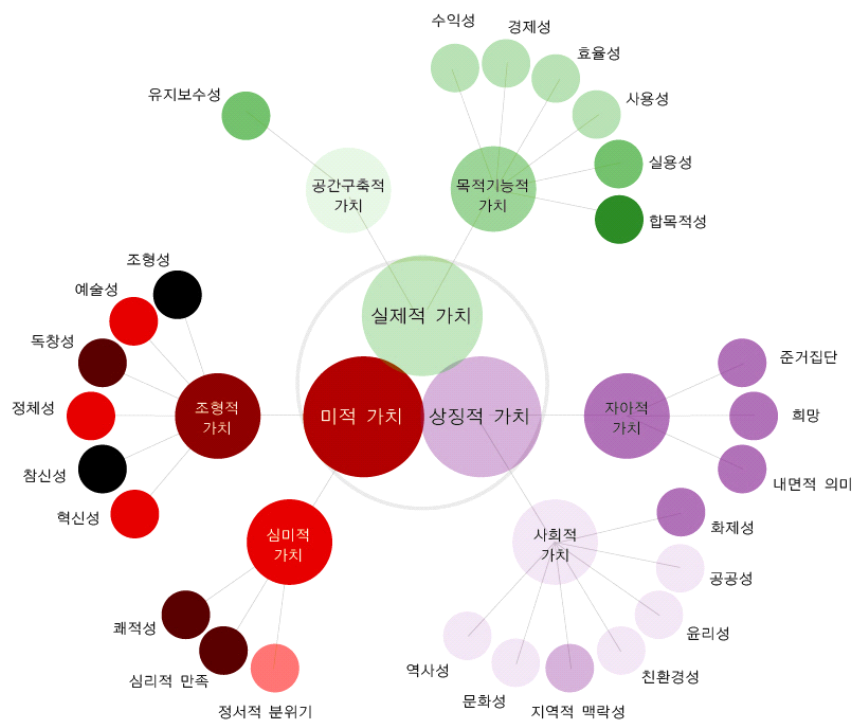 수익성
경제성
효율성
사용성
실용성
합목적성
유지보수성
공간구축적
가치
목적기능적
가치
실제적 가치
조형성
예술성
독창성
정체성
참신성
혁신성
조형적
가치
미적 가치
상징적 가치
자아적
가치
준거집단
희망
내면적 의미
심미적
가치
쾌적성
심리적 만족
정서적 분위기
사회적
가치
화제성
공공성
윤리성
친환경성
지역적 맥락성
문화성
역사성